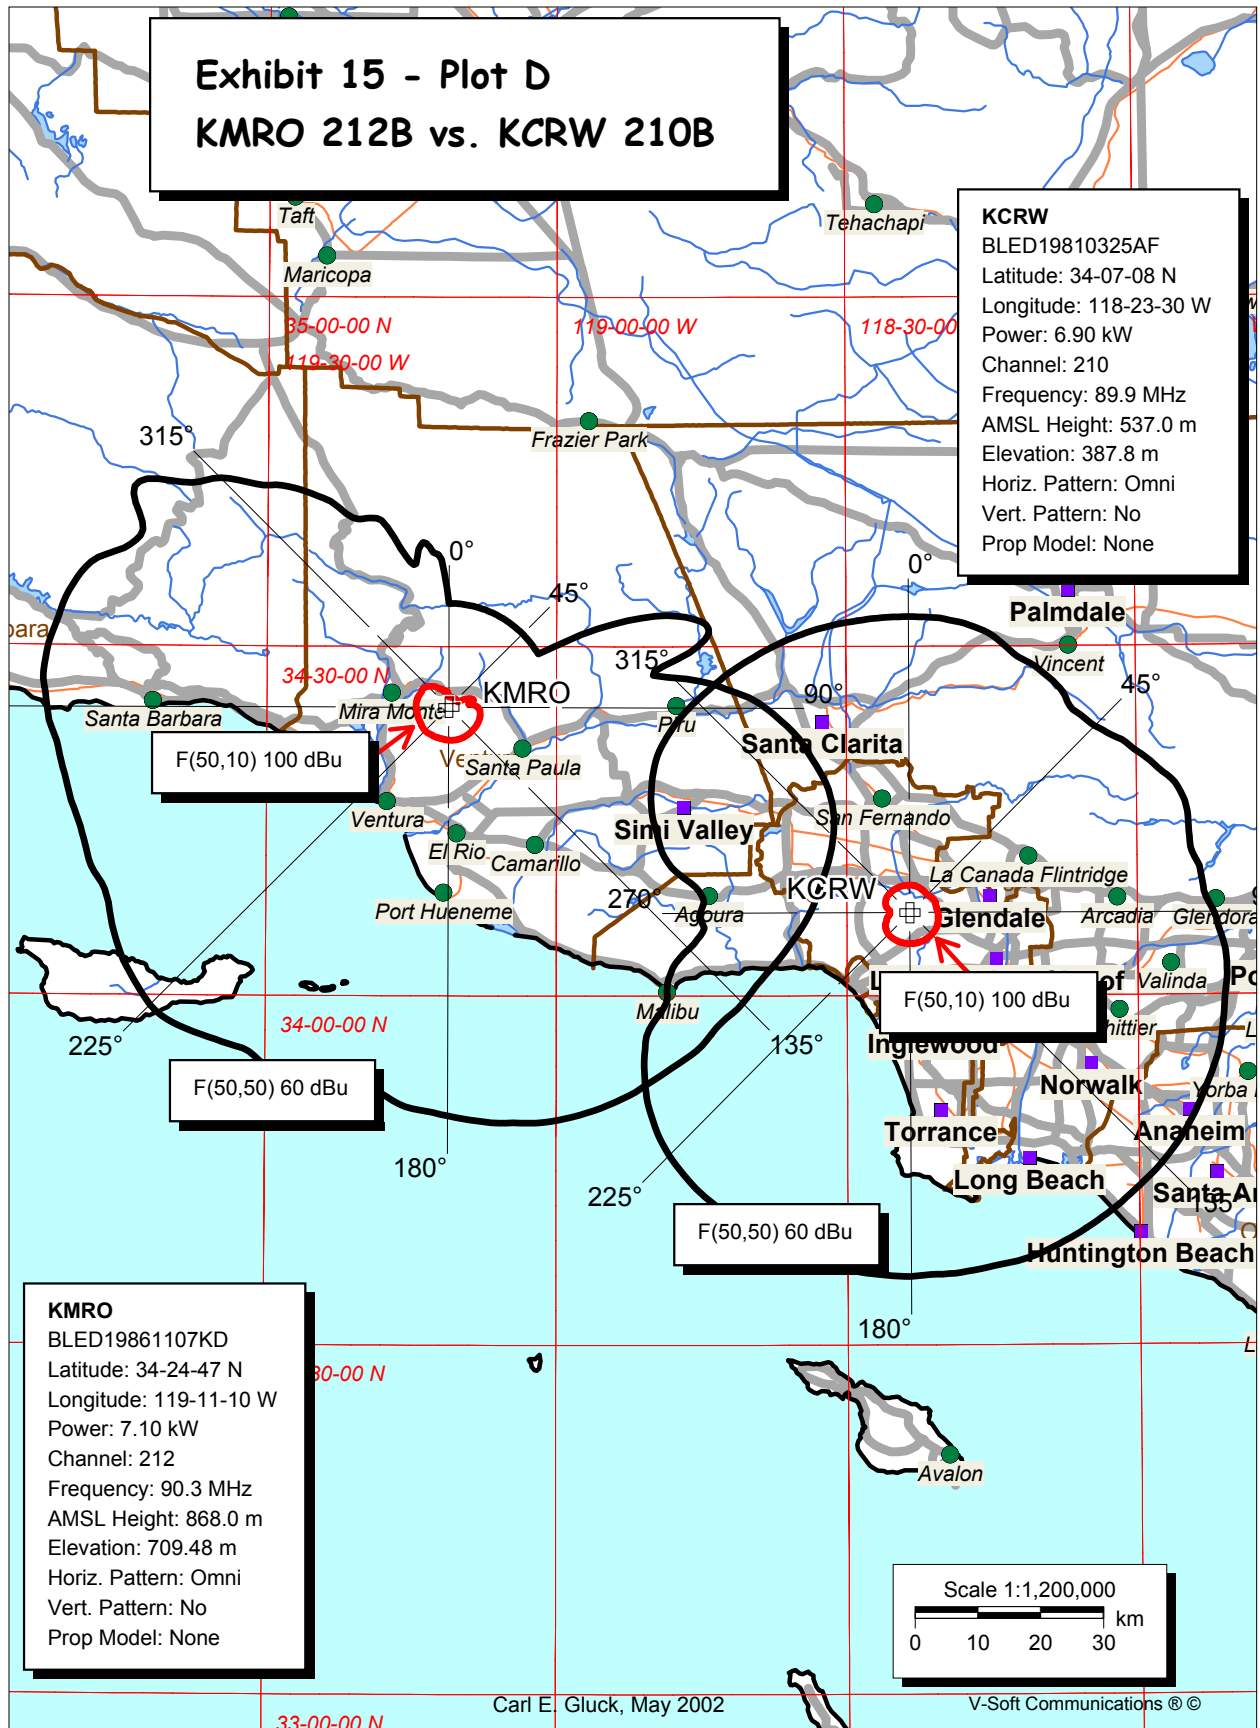 Exhibit 15 - Plot D
KMRO 212B vs. KCRW 210B
Taft
Maricopa
Tehachapi
KCRW
BLED19810325AF
Latitude: 34-07-08 N
Longitude: 118-23-30 W
Power: 6.90 kW
Channel: 210
Frequency: 89.9 MHz
AMSL Height: 537.0 m
Elevation: 387.8 m
Horiz. Pattern: Omni
Vert. Pattern: No
Prop Model: None
35-00-00 N
119-30-00 W
119-00-00 W
118-30-00
Frazier Park
315°
0°
45°
0°
Palmdale
Vincent
315°
45°
34-30-00 N
KMRO
90°
Mira Monte
Santa Barbara
Piru
Santa Clarita
F(50,10) 100 dBu
Santa Paula
Ventura
Simi Valley
San Fernando
El Rio
Camarillo
La Canada Flintridge
KCRW
Port Hueneme
270°
Agoura
Glendale
Arcadia
Glendora
Valinda
F(50,10) 100 dBu
Malibu
34-00-00 N
225°
135°
Inglewood
Norwalk
F(50,50) 60 dBu
Torrance
Anaheim
180°
Long Beach
225°
135°
F(50,50) 60 dBu
Huntington Beach
180°
KMRO
BLED19861107KD
Latitude: 34-24-47 N
Longitude: 119-11-10 W
Power: 7.10 kW
Channel: 212
Frequency: 90.3 MHz
AMSL Height: 868.0 m
Elevation: 709.48 m
Horiz. Pattern: Omni
Vert. Pattern: No
Prop Model: None
30-00 N
Avalon
Scale 1:1,200,000
km
0 10 20 30
Carl E. Gluck, May 2002
V-Soft Communications ® ©
33-00-00 N